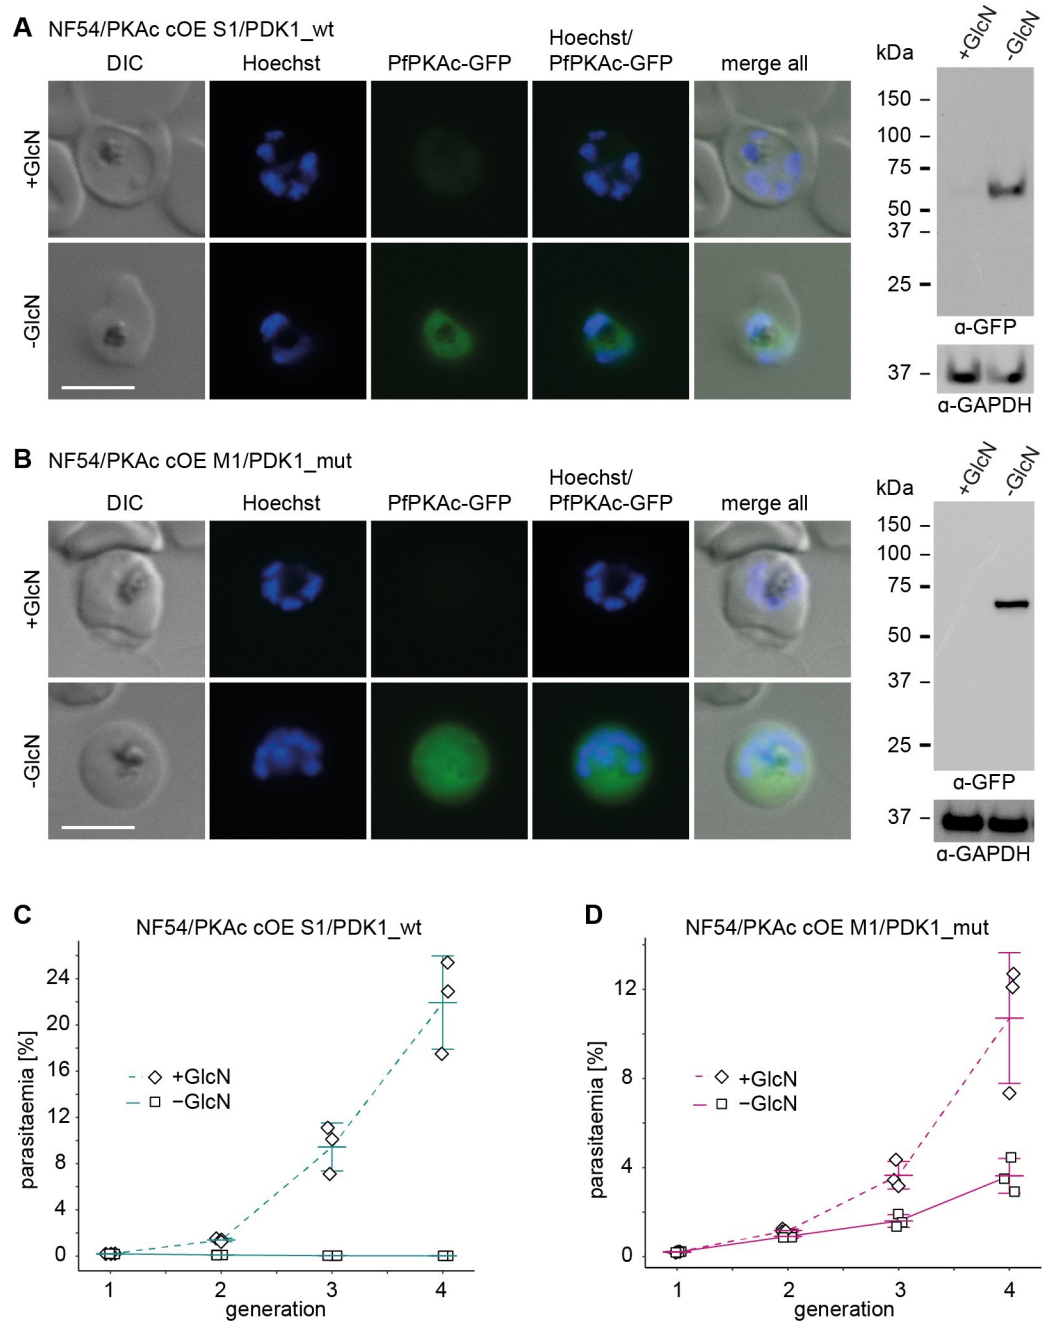 A NF54/PKAc cOE S1/PDK1_wt
DIC Hoechst PfPKAc-GFP Hoechst/
PfPKAc-GFP merge all
+GlcN
-GlcN
kDa +GlcN -GlcN
150
100
75
50
37
25
α-GFP
37
α-GAPDH
B NF54/PKAc cOE M1/PDK1_mut
DIC Hoechst PfPKAc-GFP Hoechst/
PfPKAc-GFP merge all
+GlcN
-GlcN
kDa +GlcN -GlcN
150
100
75
50
37
25
α-GFP
37
α-GAPDH
C
NF54/PKAc cOE S1/PDK1_wt
parasitaemia [%]
24
20
16
12
8
4
0
+GlcN
−GlcN
1 2 3 4
generation
D
NF54/PKAc cOE M1/PDK1_mut
parasitaemia [%]
12
8
4
0
+GlcN
−GlcN
1 2 3 4
generation